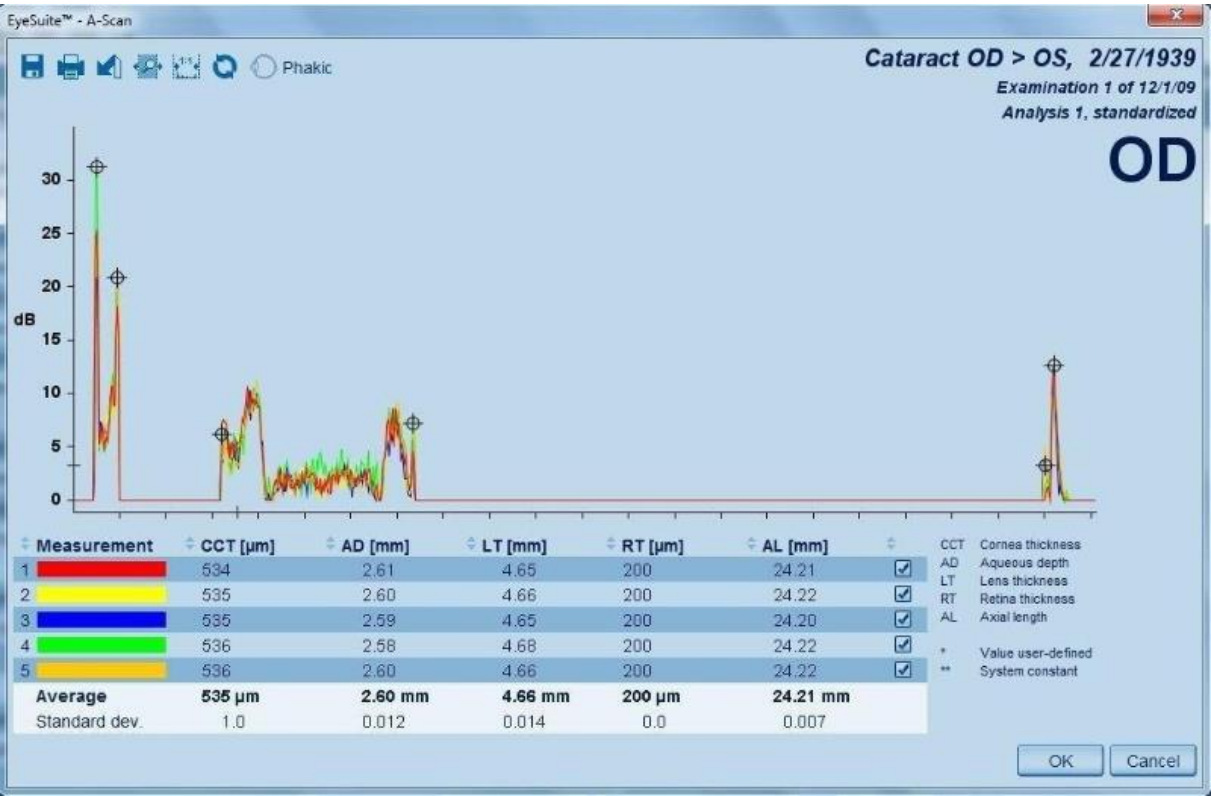 EyeSuite™ - A-Scan
Phakic
Cataract OD > OS, 2/27/1939
Examination 1 of 12/1/09
Analysis 1, standardized
OD
30
25
20
dB
15
10
5
0
Measurement CCT [µm] AD [mm] LT [mm] RT [µm] AL [mm]
1 534 2.61 4.65 200 24.21
2 535 2.60 4.66 200 24.22
3 535 2.59 4.65 200 24.20
4 536 2.58 4.68 200 24.22
5 536 2.60 4.66 200 24.22
Average 535 µm 2.60 mm 4.66 mm 200 µm 24.21 mm
Standard dev. 1.0 0.012 0.014 0.0 0.007
CCT Cornea thickness
AD Aqueous depth
LT Lens thickness
RT Retina thickness
AL Axial length
* Value user-defined
** System constant
OK Cancel